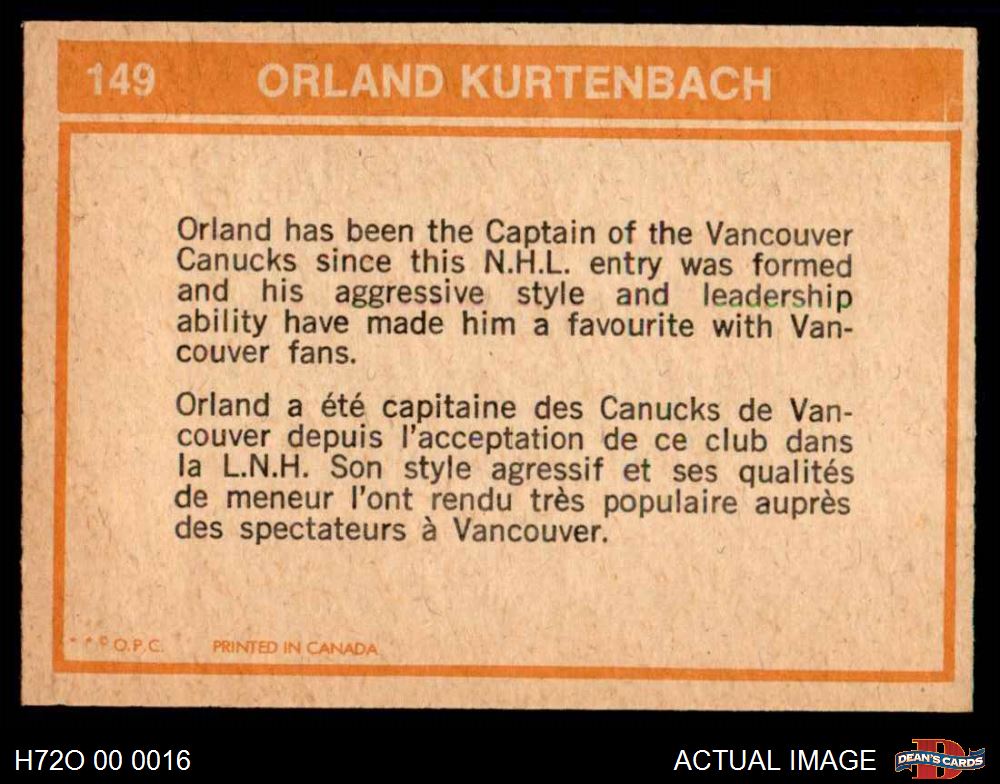 149 ORLAND KURTENBACH
Orland has been the Captain of the Vancouver
Canucks since this N.H.L. entry was formed
and his aggressive style and leadership
ability have made him a favourite with Van-
couver fans.
Orland a été capitaine des Canucks de Van-
couver depuis l'acceptation de ce club dans
la L.N.H. Son style agressif et ses qualités
de meneur l'ont rendu très populaire auprès
des spectateurs à Vancouver.
* * © O.P.C. PRINTED IN CANADA
H72O 00 0016 ACTUAL IMAGE DEAN'S CARDS